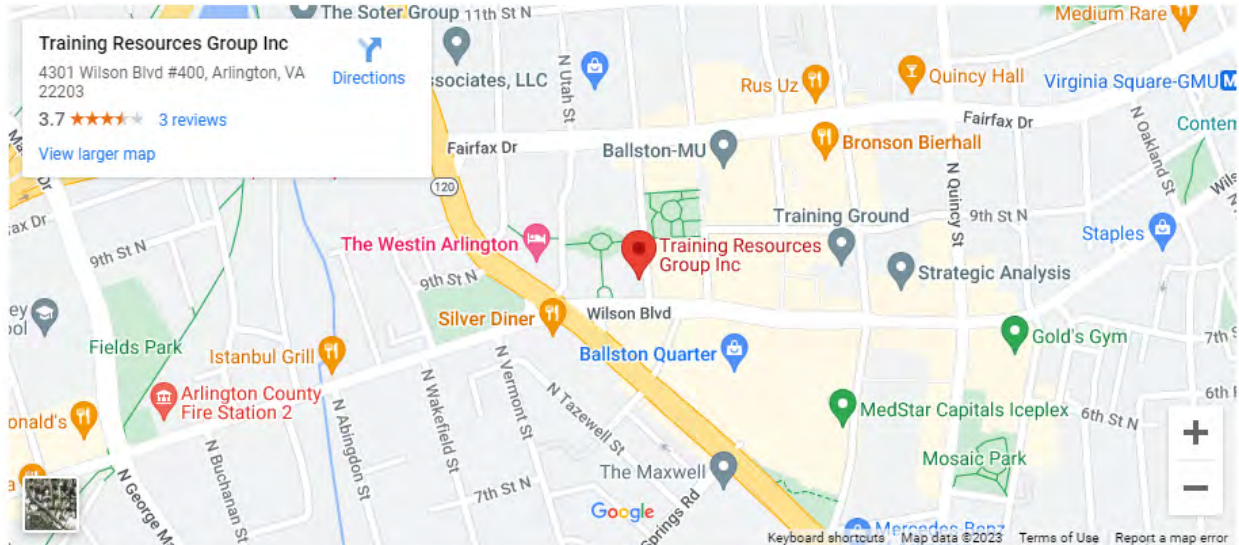 The Soter Group
11th St N
Medium Rare
Training Resources Group Inc
4301 Wilson Blvd #400, Arlington, VA
22203
Directions
3.7
3 reviews
View larger map
ssociates, LLC
N Utah St
Rus Uz
Quincy Hall
Virginia Square-GMU
M
Fairfax Dr
Fairfax Dr
Ballston-MU
Bronson Bierhall
N Oakland St
Contem
120
N Quincy St
Wils
Dr
ax Dr
9th St N
The Westin Arlington
9th St N
Training Resources
Group Inc
Training Ground
9th St N
Staples
Strategic Analysis
ey
ool
Fields Park
Silver Diner
Wilson Blvd
Istanbul Grill
Ballston Quarter
Gold's Gym
7th S
Arlington County
Fire Station 2
onald's
N Wakefield St
N Vermont St
N Tazewell St
N Abingdon St
N Buchanan St
MedStar Capitals Iceplex
6th St N
6th
+
Mosaic Park
The Maxwell
7th St N
a
N George Ma
Google
Springs Rd
−
Mercedes-Benz
Keyboard shortcuts
Map data ©2023
Terms of Use
Report a map error